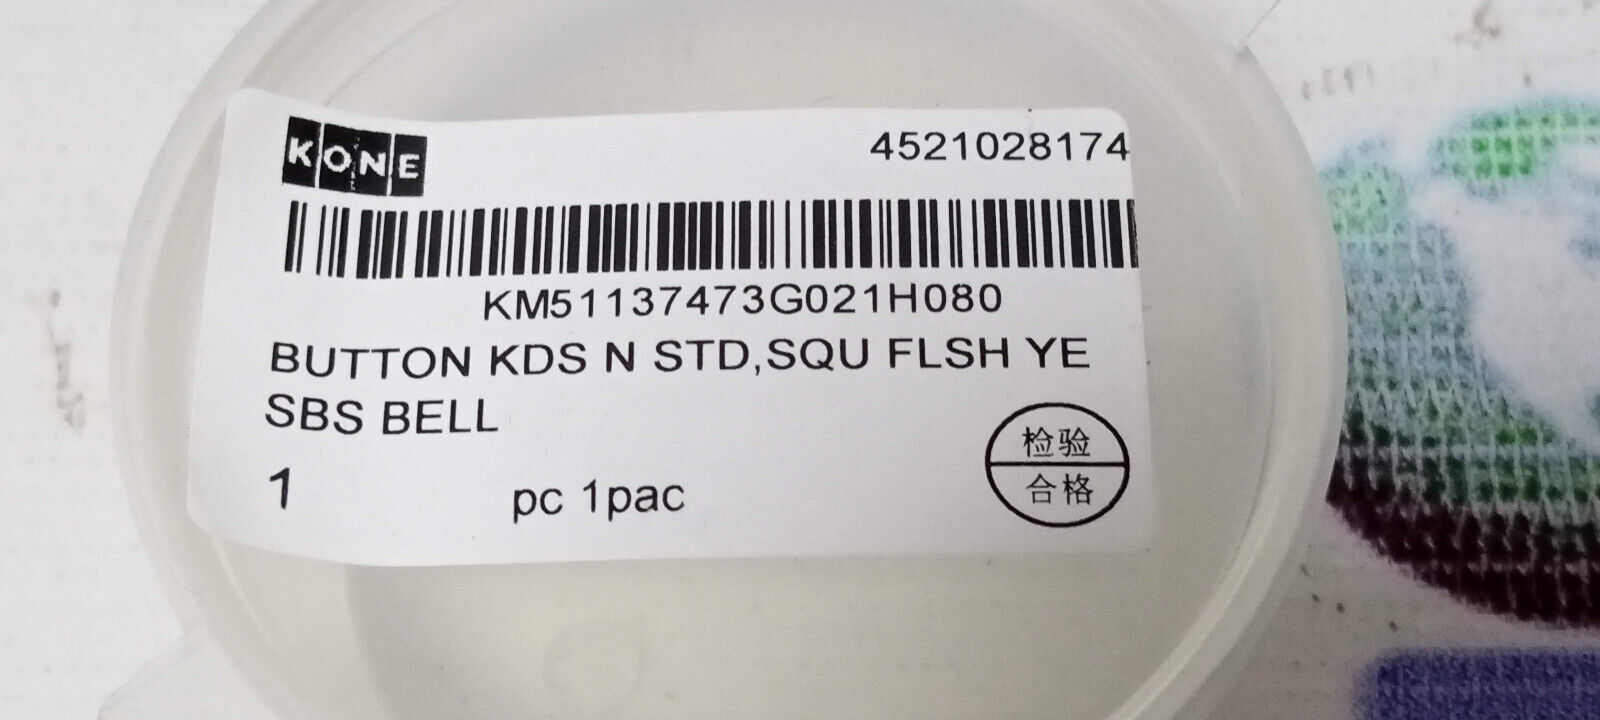 KONE
4521028174
KM51137473G021H080
BUTTON KDS N STD,SQU FLSH YE
SBS BELL
1 pc 1pac
检验
合格